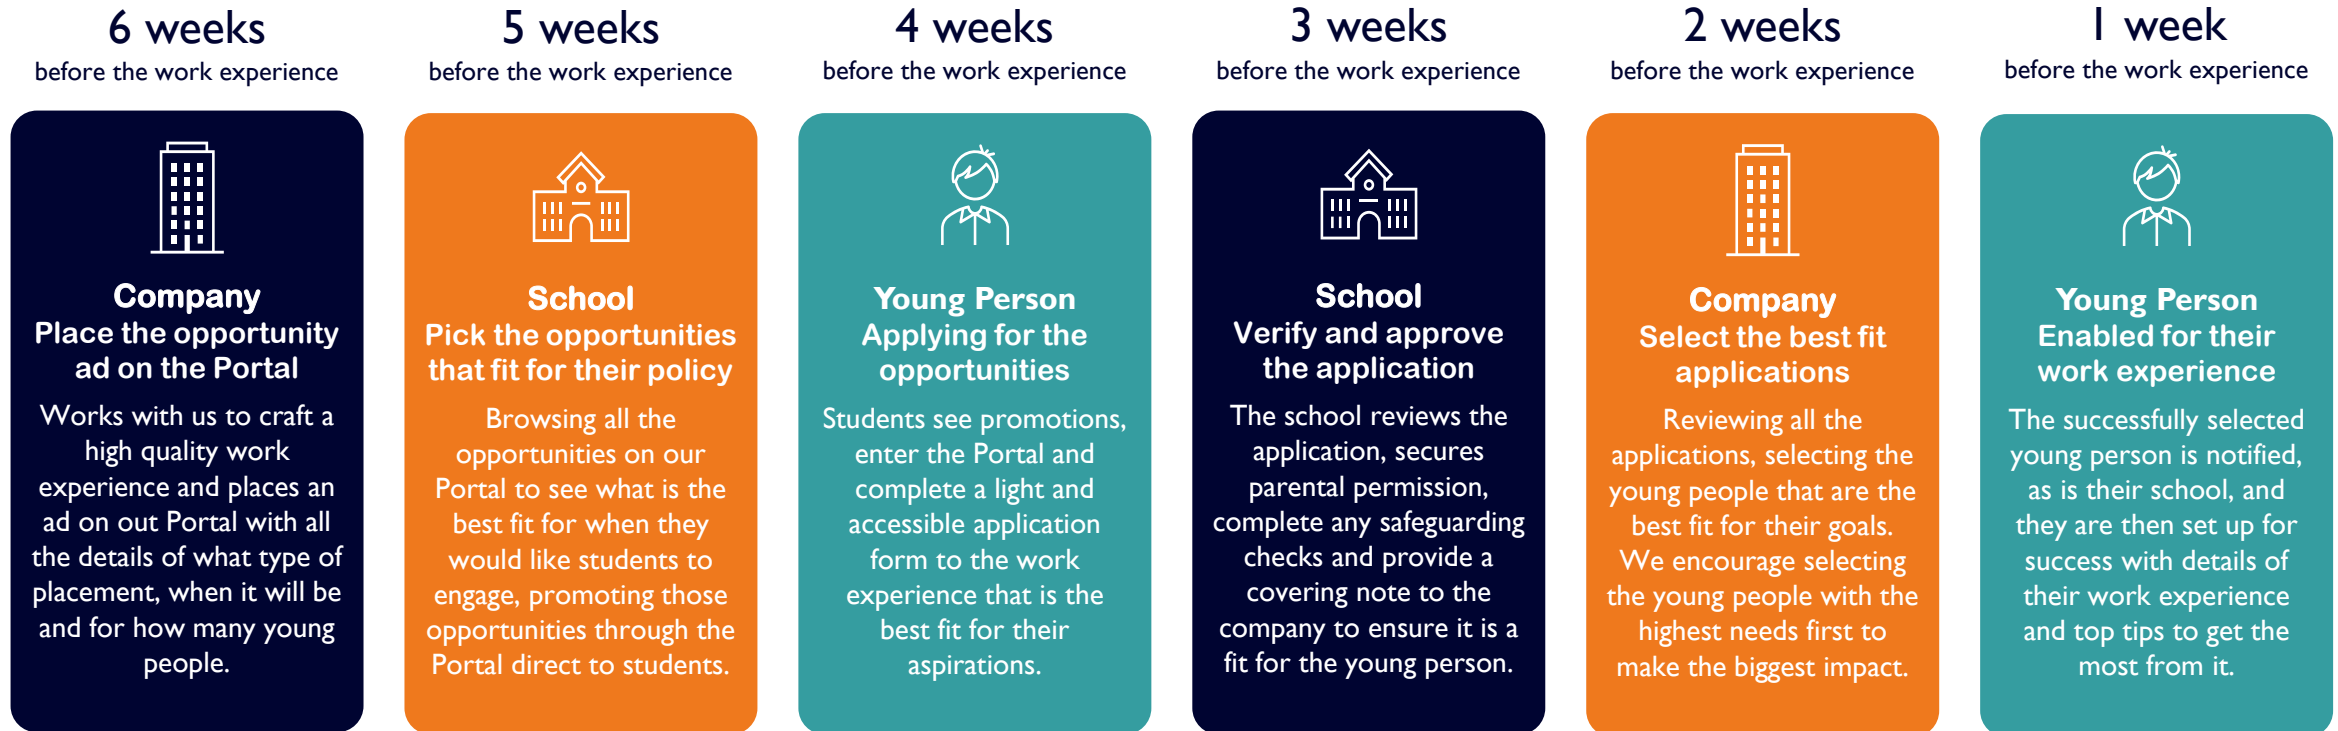 6 weeks
before the work experience
Company
Place the opportunity
ad on the Portal
Works with us to craft a
high quality work
experience and places an
ad on out Portal with all
the details of what type of
placement, when it will be
and for how many young
people.
5 weeks
before the work experience
School
Pick the opportunities
that fit for their policy
Browsing all the
opportunities on our
Portal to see what is the
best fit for when they
would like students to
engage, promoting those
opportunities through the
Portal direct to students.
4 weeks
before the work experience
Young Person
Applying for the
opportunities
Students see promotions,
enter the Portal and
complete a light and
accessible application
form to the work
experience that is the
best fit for their
aspirations.
3 weeks
before the work experience
School
Verify and approve
the application
The school reviews the
application, secures
parental permission,
complete any safeguarding
checks and provide a
covering note to the
company to ensure it is a
fit for the young person.
2 weeks
before the work experience
Company
Select the best fit
applications
Reviewing all the
applications, selecting the
young people that are the
best fit for their goals.
We encourage selecting
the young people with the
highest needs first to
make the biggest impact.
1 week
before the work experience
Young Person
Enabled for their
work experience
The successfully selected
young person is notified,
as is their school, and
they are then set up for
success with details of
their work experience
and top tips to get the
most from it.